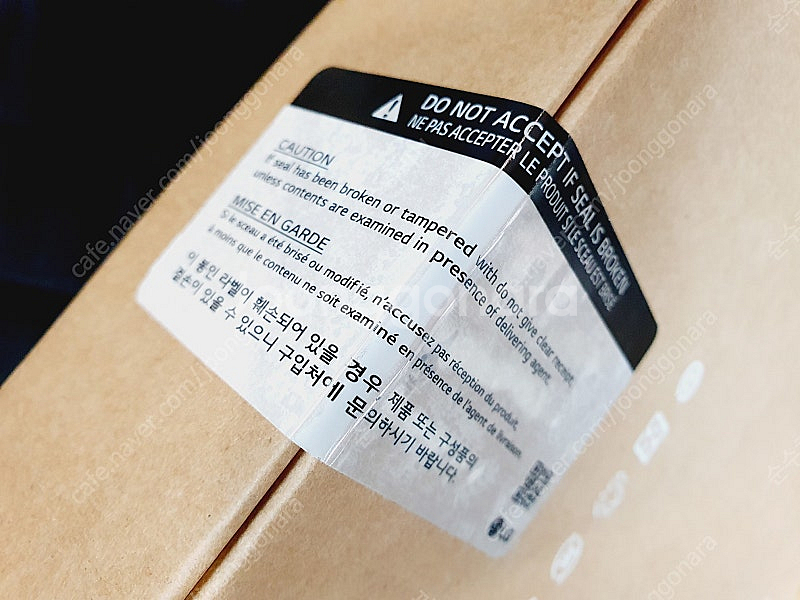 DO NOT ACCEPT IF SEAL IS BROKEN!
NE PAS ACCEPTER LE PRODUIT SI LE SCEAU EST BRISÉ!
CAUTION
If seal has been broken or tampered with do not give clear receipt
unless contents are examined in presence of delivering agent.
MISE EN GARDE
Si le sceau a été brisé ou modifié, n'accusez pas réception du produit,
à moins que le contenu ne soit examiné en présence de l'agent de livraison.
이 봉인 라벨이 훼손되어 있을 경우 제품 또는 구성품의
결손이 있을 수 있으니 구입처에 문의하시기 바랍니다.
LG
joonggonara
cafe.naver.com/joonggonara